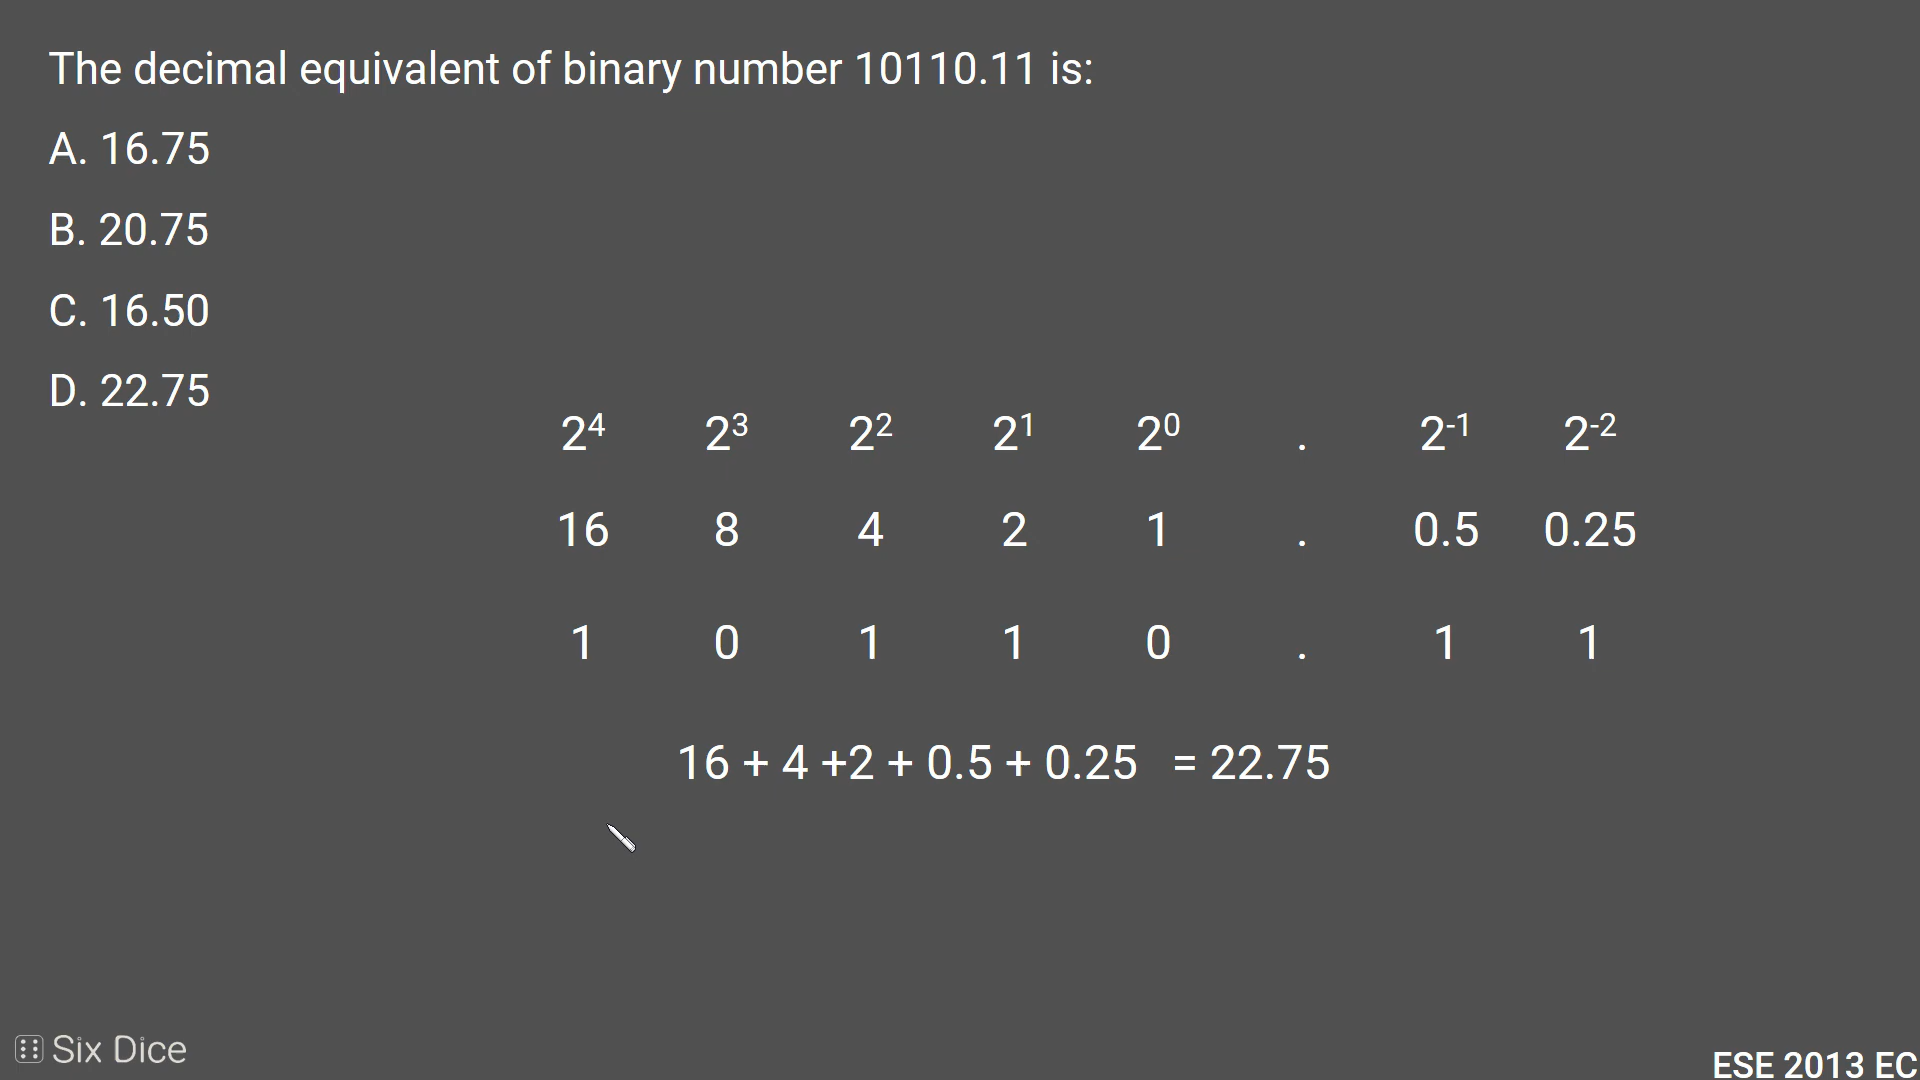 The decimal equivalent of binary number 10110.11 is:
A. 16.75
B. 20.75
C. 16.50
D. 22.75
2⁴ 2³ 2² 2¹ 2⁰ . 2⁻¹ 2⁻²
16 8 4 2 1 . 0.5 0.25
1 0 1 1 0 . 1 1
16 + 4 +2 + 0.5 + 0.25 = 22.75
Six Dice
ESE 2013 EC